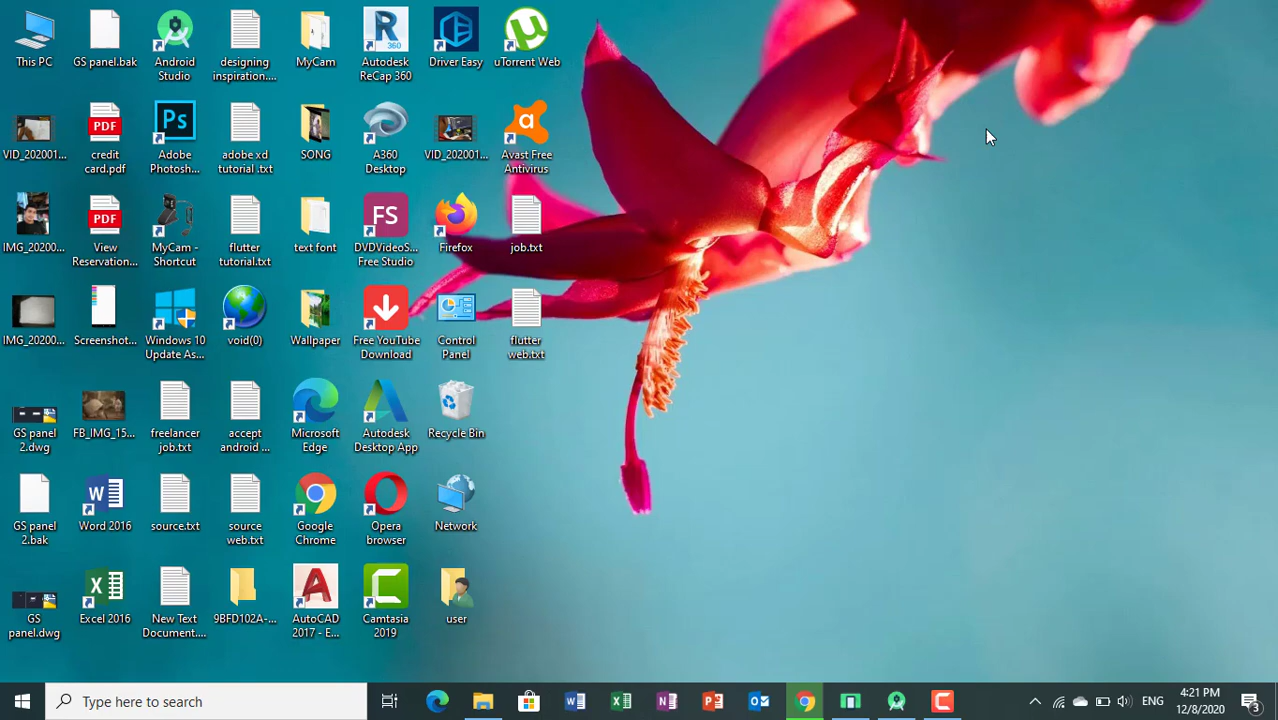 This PC
GS panel.bak
Android
Studio
designing
inspiration....
MyCam
Autodesk
ReCap 360
Driver Easy
uTorrent Web
VID_202001...
credit
card.pdf
Adobe
Photosh...
adobe xd
tutorial .txt
SONG
A360
Desktop
VID_202001...
Avast Free
Antivirus
IMG_20200...
View
Reservation...
MyCam -
Shortcut
flutter
tutorial.txt
text font
DVDVideoS...
Free Studio
Firefox
job.txt
IMG_20200...
Screenshot...
Windows 10
Update As...
void(0)
Wallpaper
Free YouTube
Download
Control
Panel
flutter
web.txt
GS panel
2.dwg
FB_IMG_15...
freelancer
job.txt
accept
android ...
Microsoft
Edge
Autodesk
Desktop App
Recycle Bin
GS panel
2.bak
Word 2016
source.txt
source
web.txt
Google
Chrome
Opera
browser
Network
GS
panel.dwg
Excel 2016
New Text
Document....
9BFD102A-...
AutoCAD
2017 - E...
Camtasia
2019
user
PDF
Ps
R
360
a
PDF
FS
W
X
A
C
Type here to search
W
X
N
P
O
C
ENG
4:21 PM
12/8/2020
3